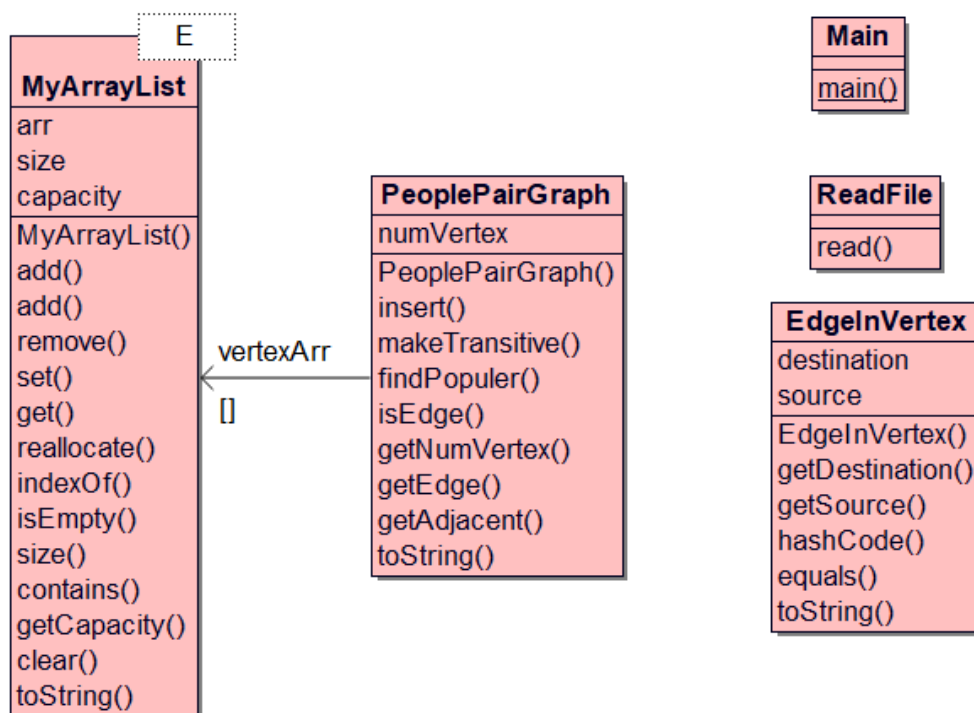 E
MyArrayList
arr
size
capacity
MyArrayList()
add()
add()
remove()
set()
get()
reallocate()
indexOf()
isEmpty()
size()
contains()
getCapacity()
clear()
toString()
vertexArr
[]
PeoplePairGraph
numVertex
PeoplePairGraph()
insert()
makeTransitive()
findPopuler()
isEdge()
getNumVertex()
getEdge()
getAdjacent()
toString()
Main
main()
ReadFile
read()
EdgeInVertex
destination
source
EdgeInVertex()
getDestination()
getSource()
hashCode()
equals()
toString()